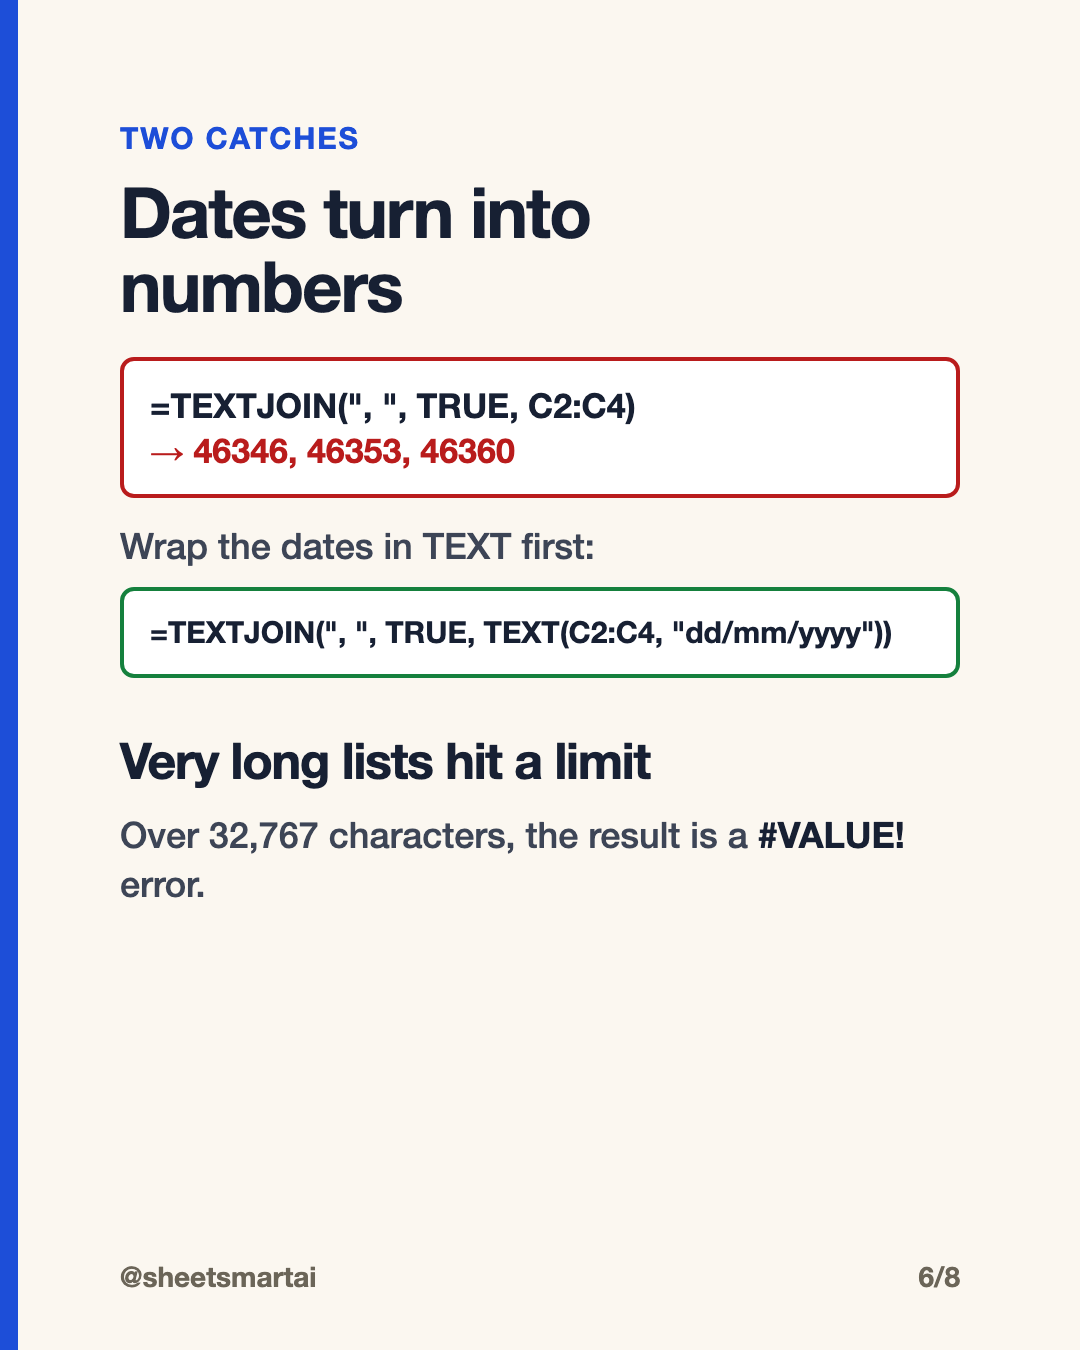 TWO CATCHES
Dates turn into
numbers
=TEXTJOIN(", ", TRUE, C2:C4)
→ 46346, 46353, 46360
Wrap the dates in TEXT first:
=TEXTJOIN(", ", TRUE, TEXT(C2:C4, "dd/mm/yyyy"))
Very long lists hit a limit
Over 32,767 characters, the result is a #VALUE!
error.
@sheetsmartai
6/8